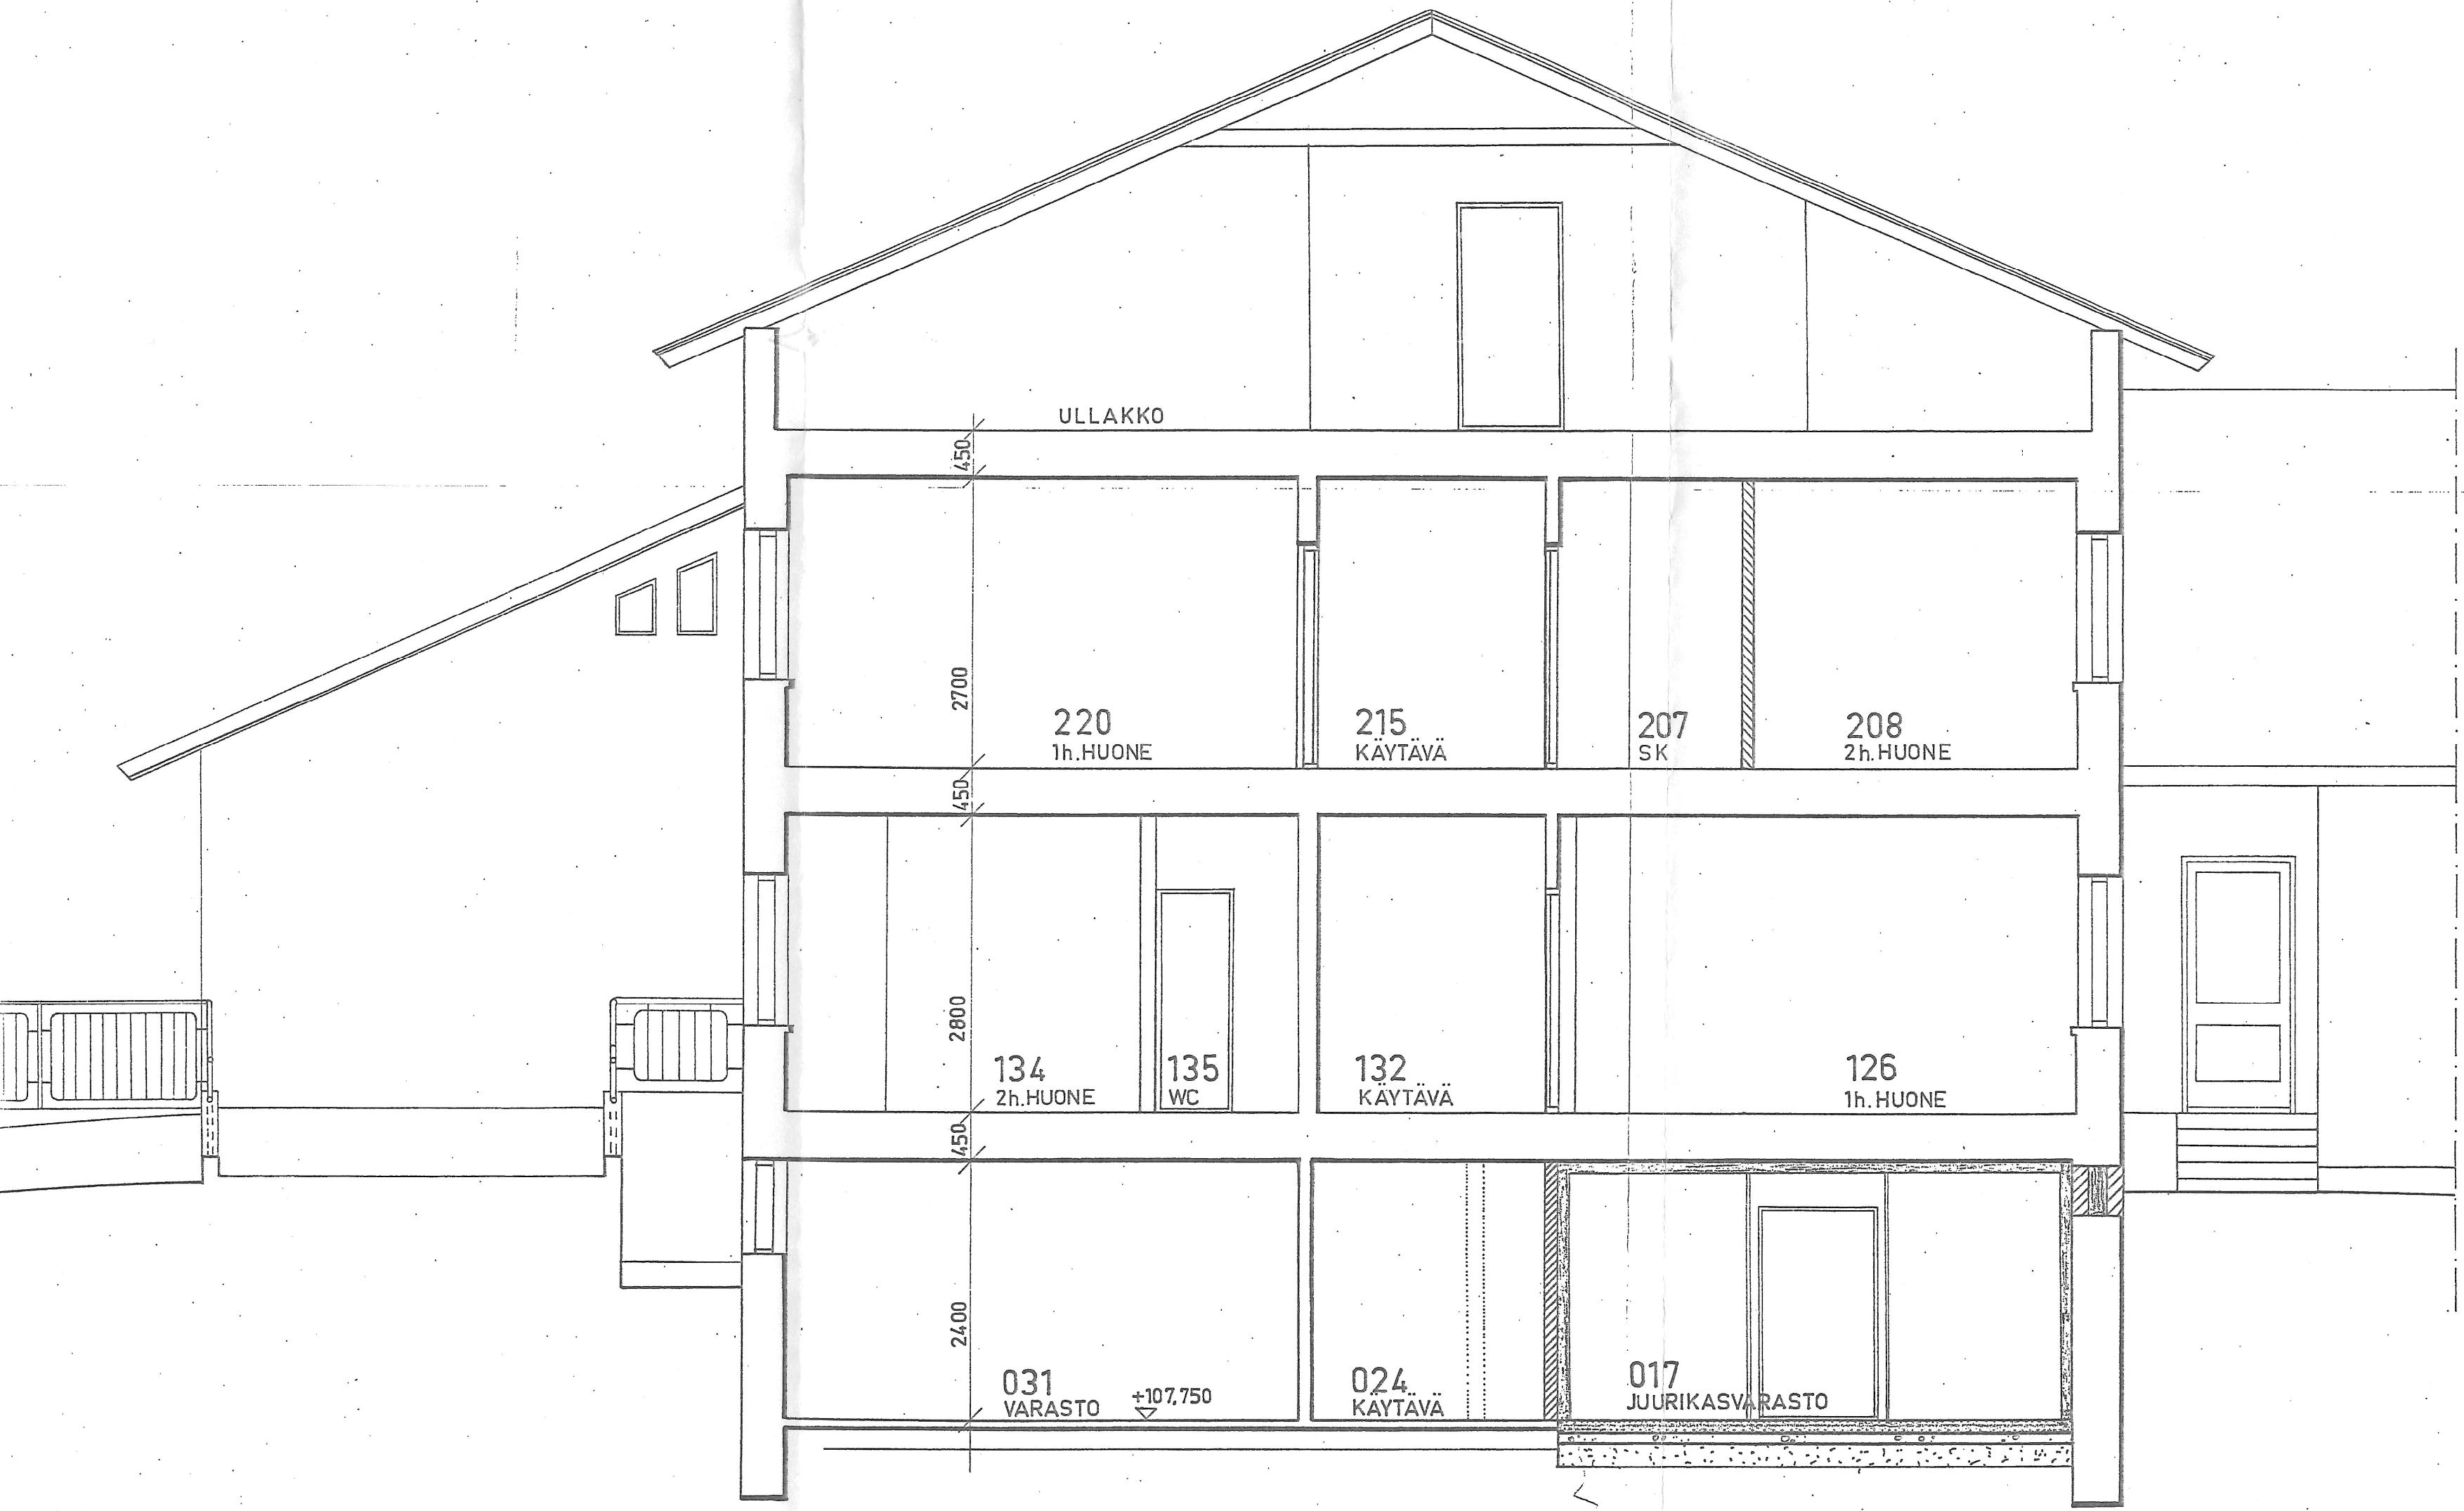 ULLAKKO
450
2700
220
1h.HUONE
215
KÄYTÄVÄ
207
SK
208
2h.HUONE
450
2800
134
2h.HUONE
135
WC
132
KÄYTÄVÄ
126
1h.HUONE
450
2400
031
VARASTO
+107,750
024
KÄYTÄVÄ
017
JUURIKASVARASTO